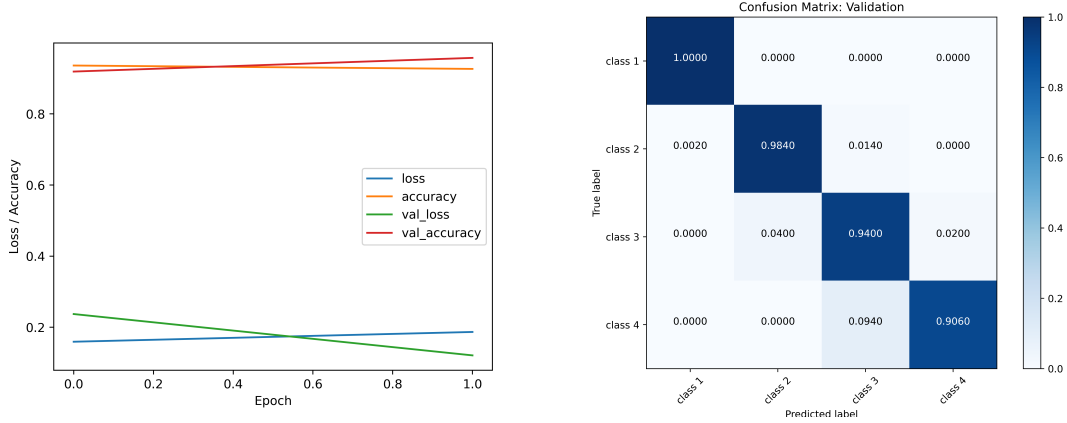 Loss / Accuracy
0.8
0.6
0.4
0.2
0.0 0.2 0.4 0.6 0.8 1.0
Epoch
loss
accuracy
val_loss
val_accuracy
Confusion Matrix: Validation
True label
class 1 1.0000 0.0000 0.0000 0.0000
class 2 0.0020 0.9840 0.0140 0.0000
class 3 0.0000 0.0400 0.9400 0.0200
class 4 0.0000 0.0000 0.0940 0.9060
class 1 class 2 class 3 class 4
Predicted label
1.0
0.8
0.6
0.4
0.2
0.0